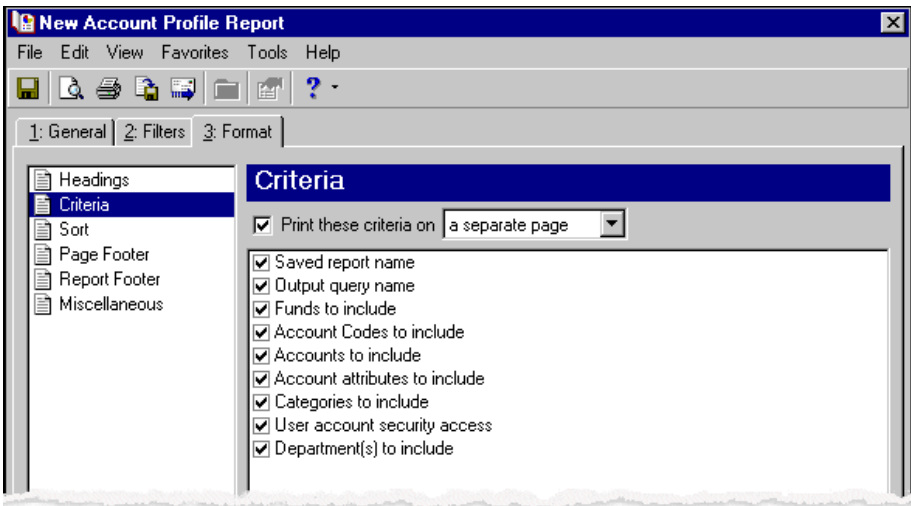 New Account Profile Report
File Edit View Favorites Tools Help
1: General 2: Filters 3: Format
Headings
Criteria
Sort
Page Footer
Report Footer
Miscellaneous
Criteria
Print these criteria on a separate page
Saved report name
Output query name
Funds to include
Account Codes to include
Accounts to include
Account attributes to include
Categories to include
User account security access
Department(s) to include